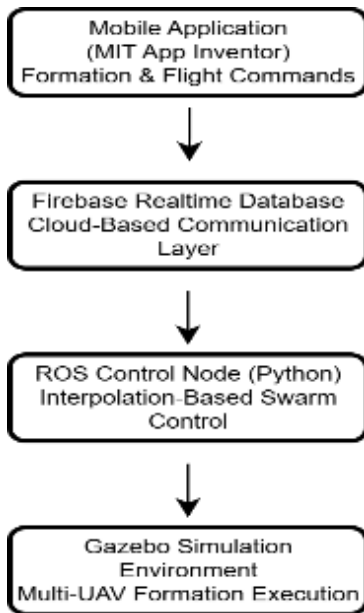 Mobile Application
(MIT App Inventor)
Formation & Flight Commands
Firebase Realtime Database
Cloud-Based Communication
Layer
ROS Control Node (Python)
Interpolation-Based Swarm
Control
Gazebo Simulation
Environment
Multi-UAV Formation Execution